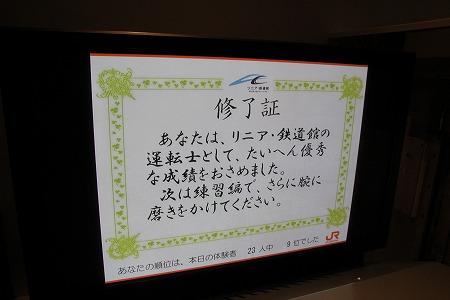 リニア・鉄道館
修了証
あなたは、リニア・鉄道館の
運転士として、たいへん優秀
な成績をおさめました。
次は練習編で、さらに腕に
磨きをかけてください。
あなたの順位は、本日の体験者 23 人中 9 位でした
JR